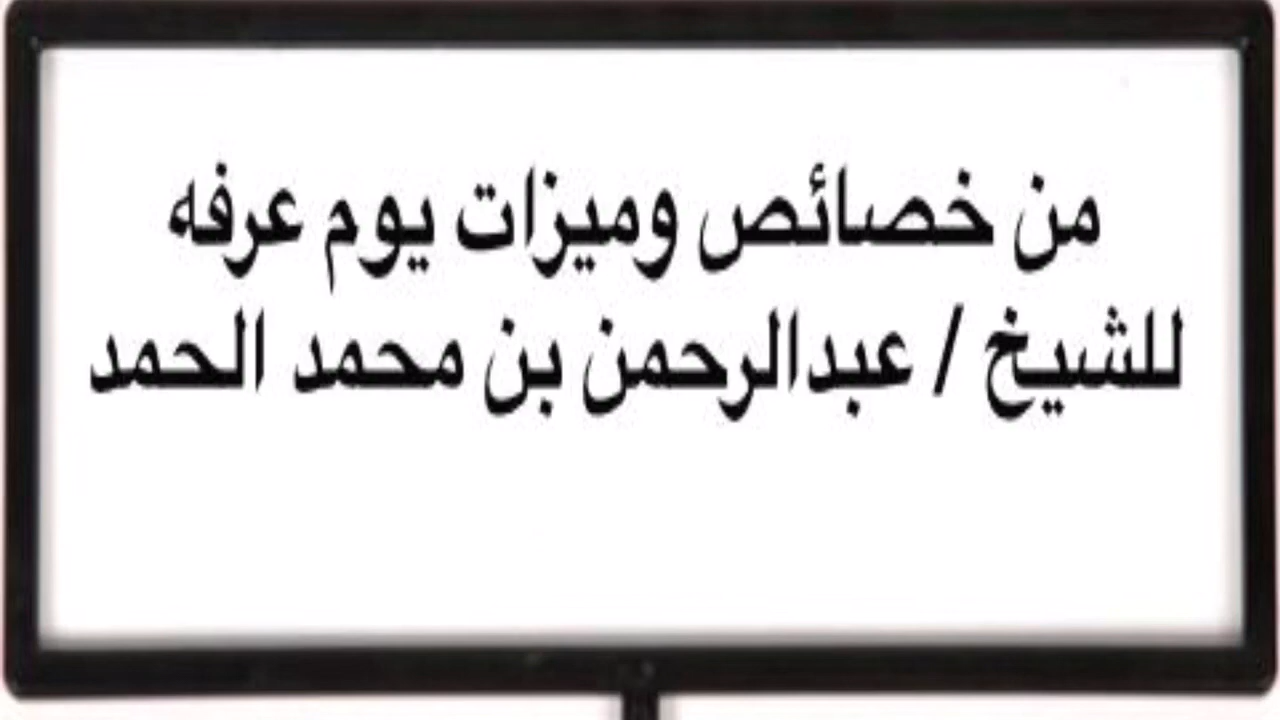 من خصائص وميزات يوم عرفه
للشيخ / عبدالرحمن بن محمد الحمد